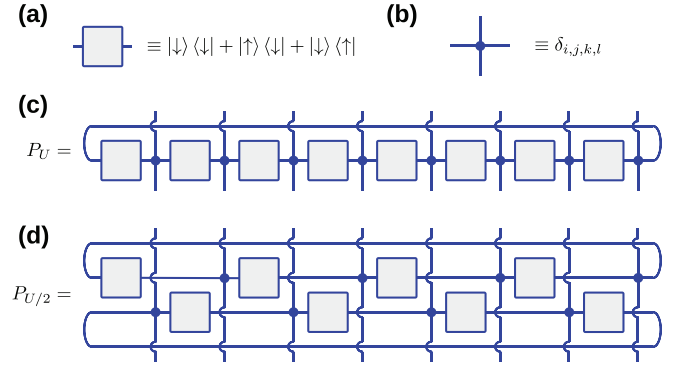 (a)
≡ |↓⟩ ⟨↓| + |↑⟩ ⟨↓| + |↓⟩ ⟨↑|
(b)
≡ δ_{i,j,k,l}
(c)
P_U =
(d)
P_{U/2} =